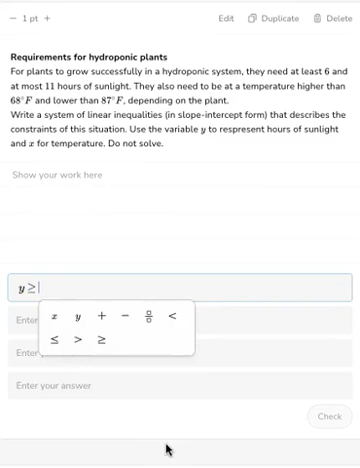 − 1 pt + Edit Duplicate Delete
Requirements for hydroponic plants
For plants to grow successfully in a hydroponic system, they need at least 6 and
at most 11 hours of sunlight. They also need to be at a temperature higher than
68°F and lower than 87°F, depending on the plant.
Write a system of linear inequalities (in slope-intercept form) that describes the
constraints of this situation. Use the variable y to respresent hours of sunlight
and x for temperature. Do not solve.
Show your work here
y ≥
x y + − <
Enter
≤ > ≥
Enter
Enter your answer
Check